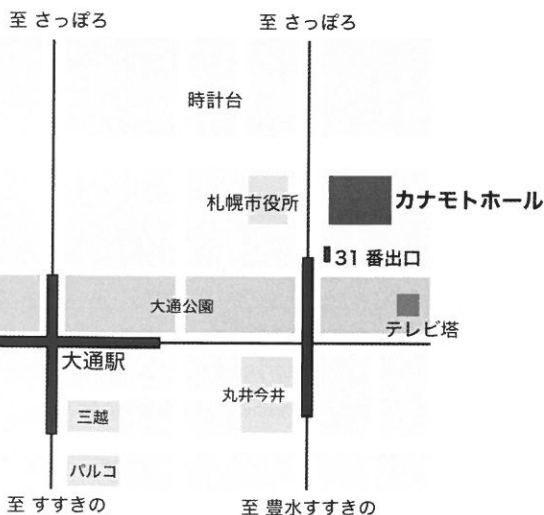 至 さっぽろ
至 さっぽろ
時計台
札幌市役所
カナモトホール
31 番出口
大通公園
テレビ塔
大通駅
丸井今井
三越
パルコ
至 すすきの
至 豊水すすきの